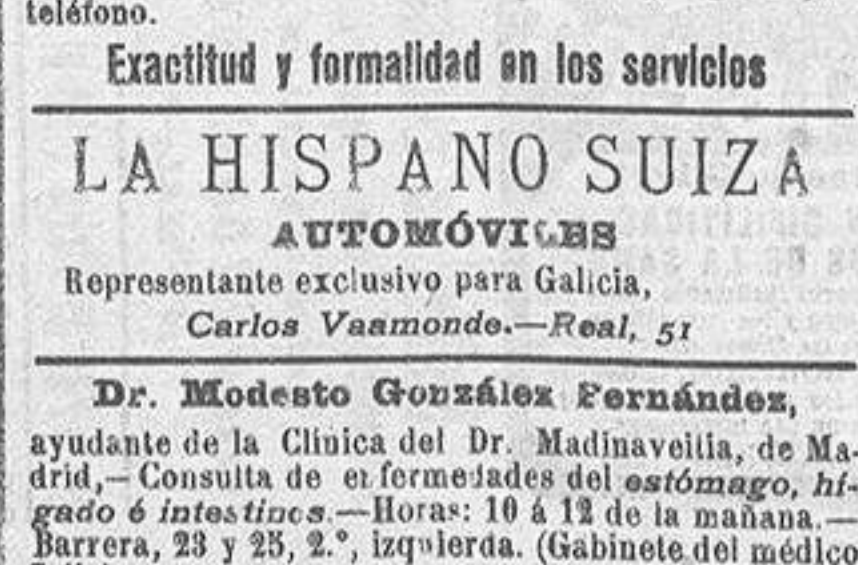 teléfono.
Exactitud y formalidad en los servicios
LA HISPANO SUIZA
AUTOMÓVILES
Representante exclusivo para Galicia,
Carlos Vaamonde.—Real, 51
Dr. Modesto González Fernández,
ayudante de la Clínica del Dr. Madinaveitia, de Ma-
drid,—Consulta de enfermedades del estómago, hí-
gado é intestinos.—Horas: 10 á 12 de la mañana.—
Barrera, 23 y 25, 2.º, izquierda. (Gabinete del médico